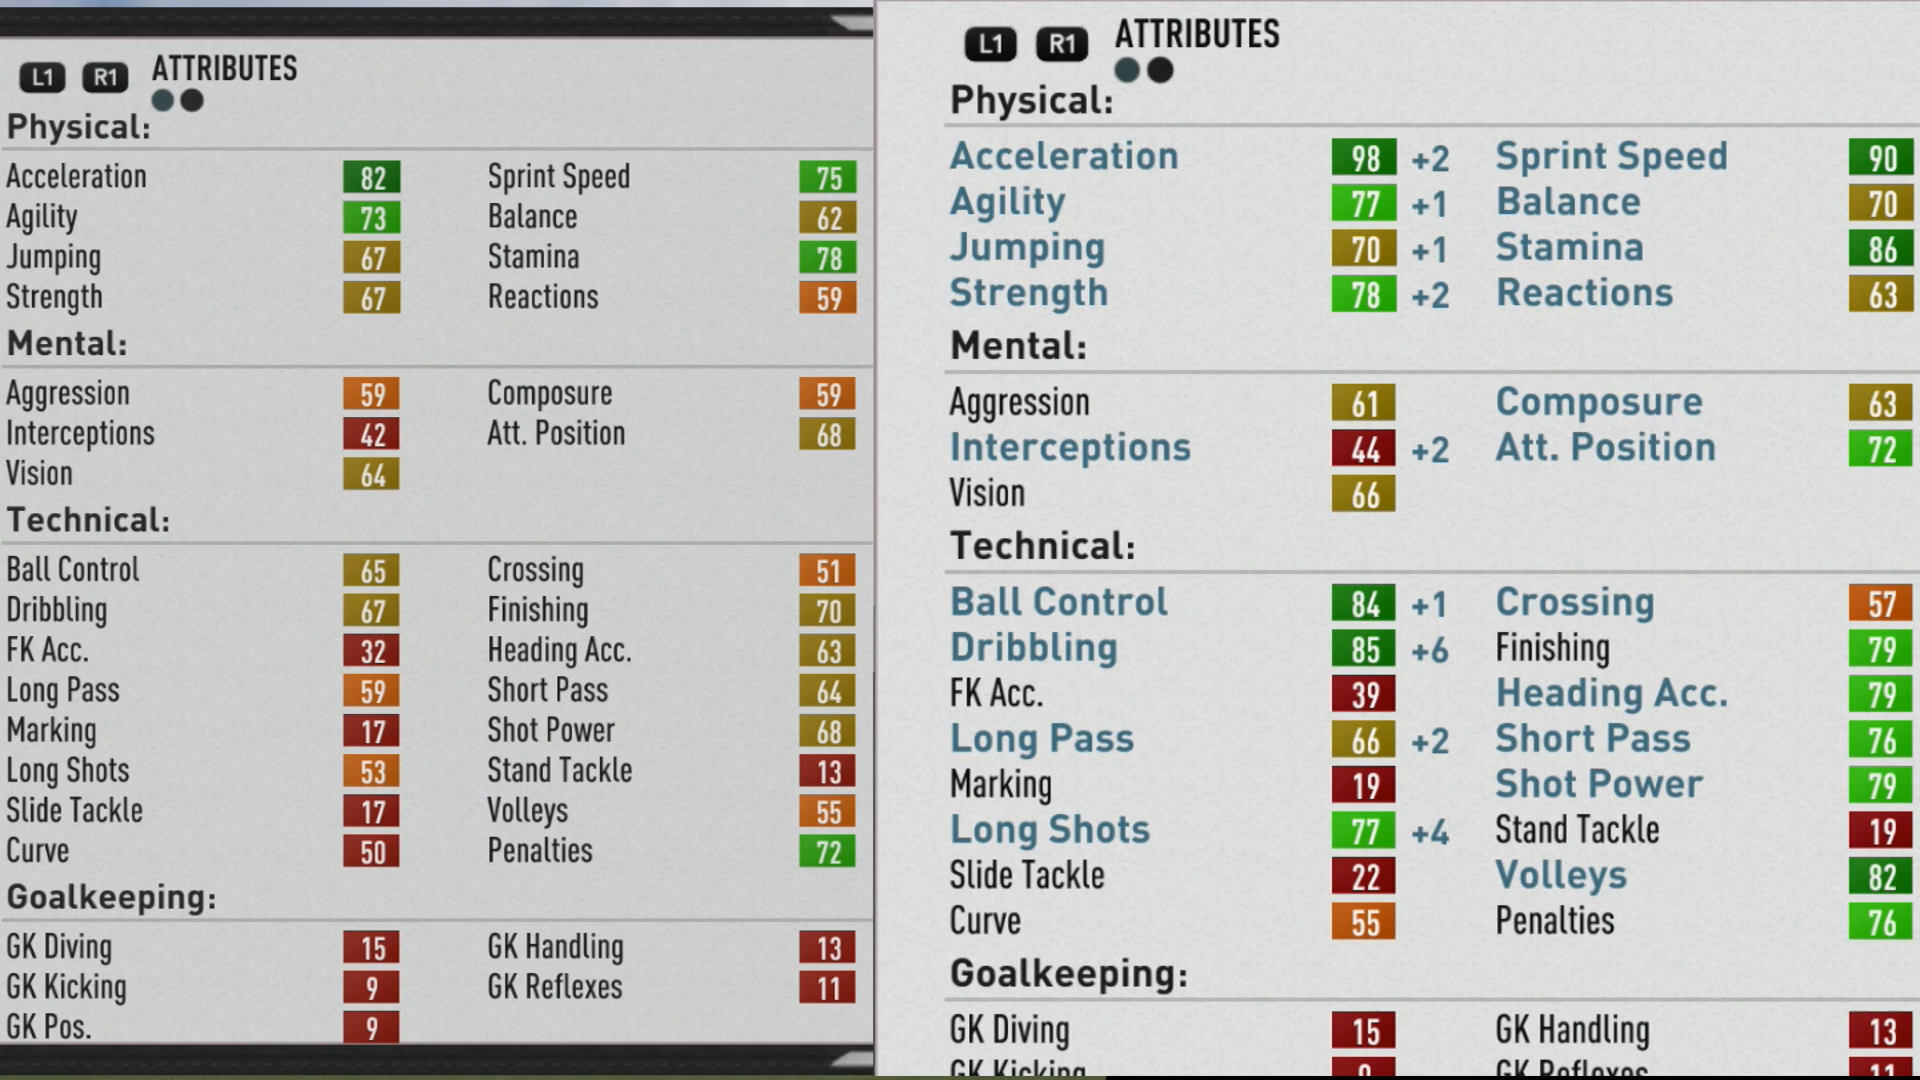 L1 R1 ATTRIBUTES
Physical:
Acceleration 82 Sprint Speed 75
Agility 73 Balance 62
Jumping 67 Stamina 78
Strength 67 Reactions 59
Mental:
Aggression 59 Composure 59
Interceptions 42 Att. Position 68
Vision 64
Technical:
Ball Control 65 Crossing 51
Dribbling 67 Finishing 70
FK Acc. 32 Heading Acc. 63
Long Pass 59 Short Pass 64
Marking 17 Shot Power 68
Long Shots 53 Stand Tackle 13
Slide Tackle 17 Volleys 55
Curve 50 Penalties 72
Goalkeeping:
GK Diving 15 GK Handling 13
GK Kicking 9 GK Reflexes 11
GK Pos. 9
L1 R1 ATTRIBUTES
Physical:
Acceleration 98 +2 Sprint Speed 90
Agility 77 +1 Balance 70
Jumping 70 +1 Stamina 86
Strength 78 +2 Reactions 63
Mental:
Aggression 61 Composure 63
Interceptions 44 +2 Att. Position 72
Vision 66
Technical:
Ball Control 84 +1 Crossing 57
Dribbling 85 +6 Finishing 79
FK Acc. 39 Heading Acc. 79
Long Pass 66 +2 Short Pass 76
Marking 19 Shot Power 79
Long Shots 77 +4 Stand Tackle 19
Slide Tackle 22 Volleys 82
Curve 55 Penalties 76
Goalkeeping:
GK Diving 15 GK Handling 13
GK Kicking 9 GK Reflexes 11